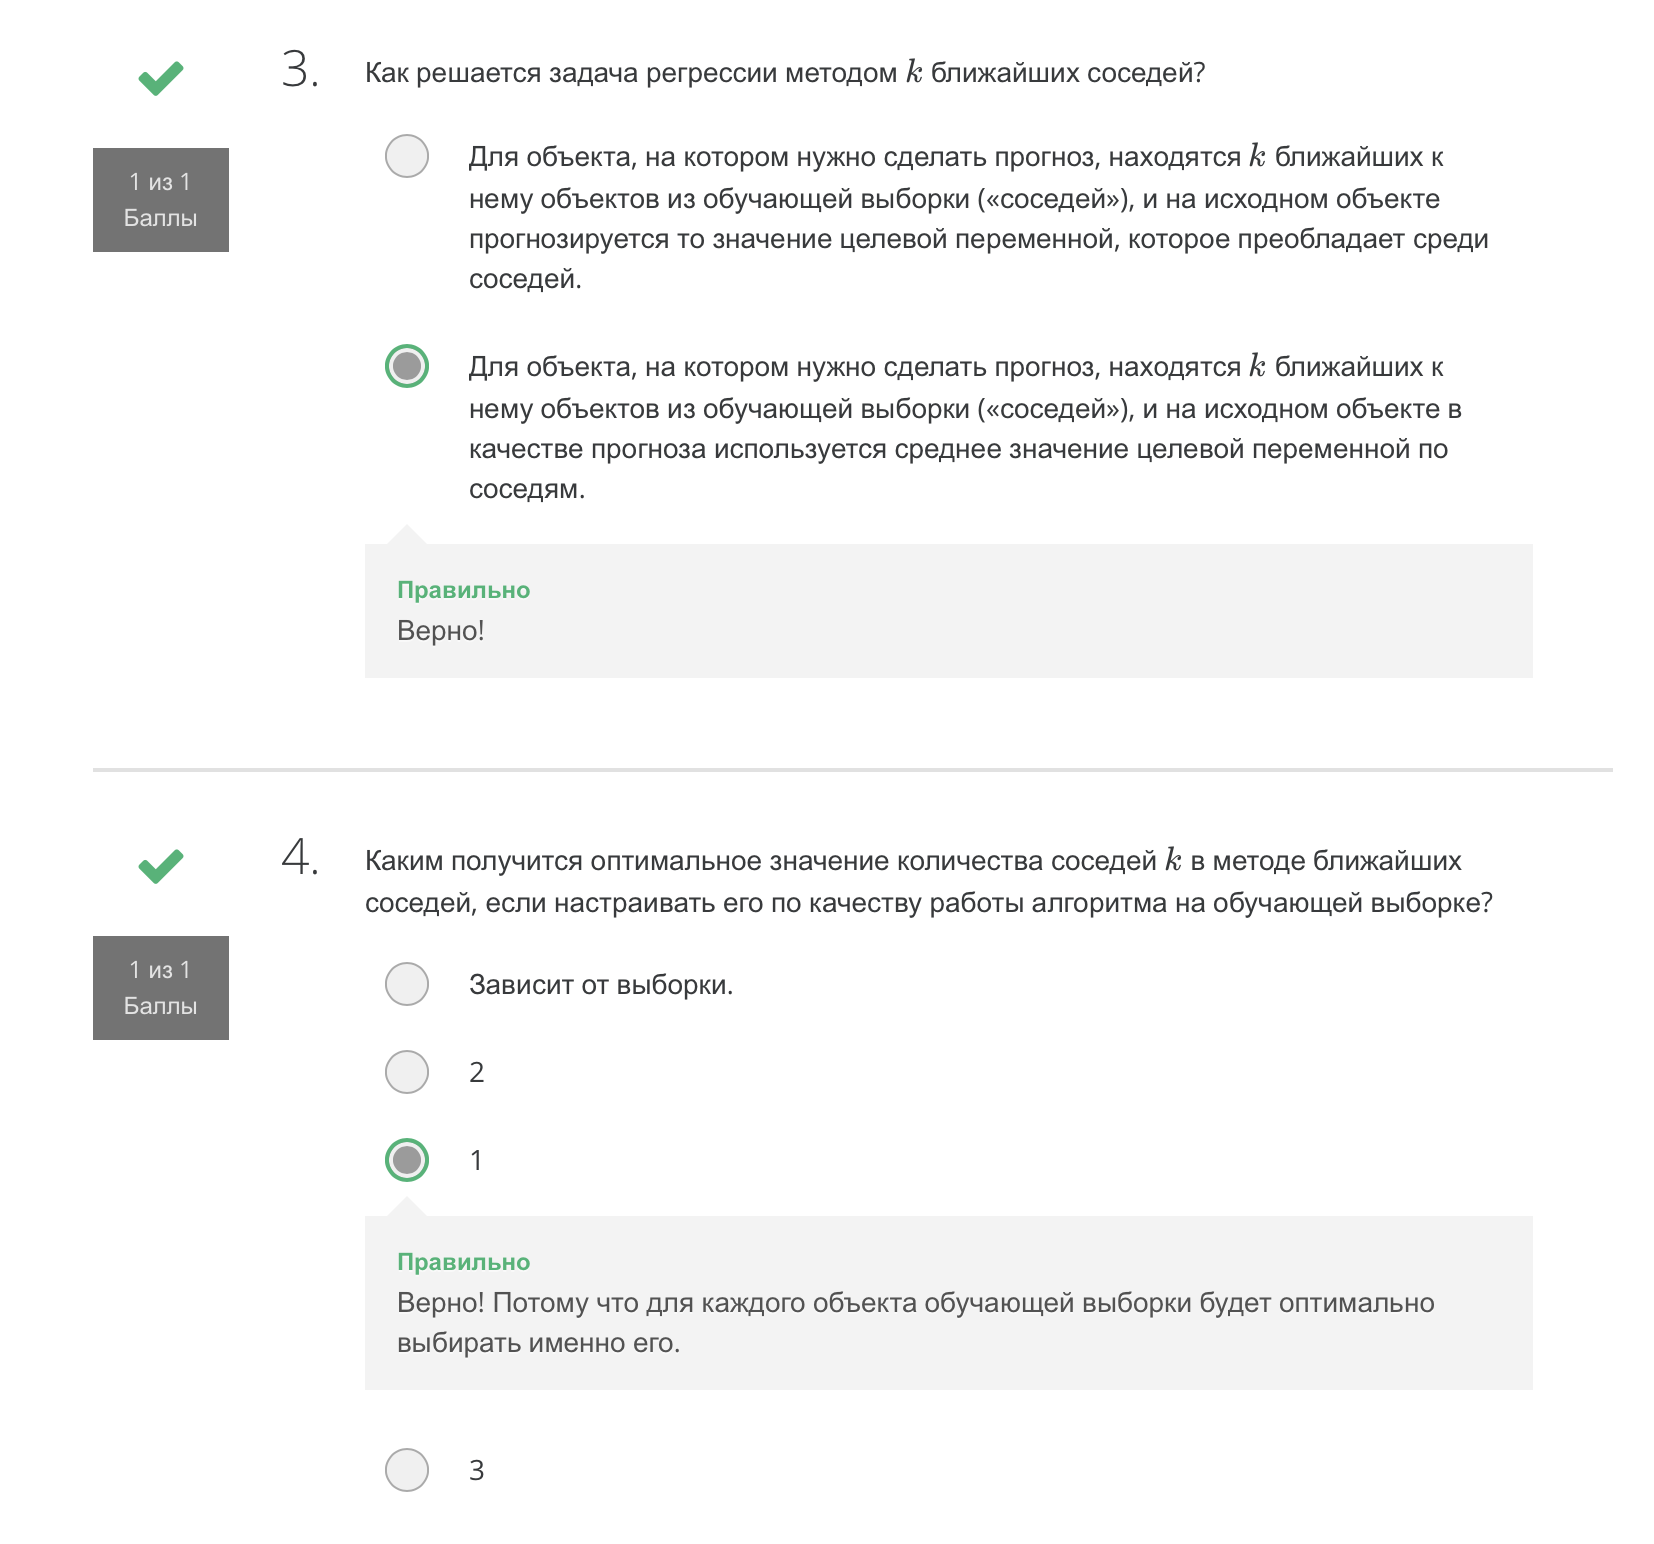 3. Как решается задача регрессии методом k ближайших соседей?
1 из 1
Баллы
Для объекта, на котором нужно сделать прогноз, находятся k ближайших к
нему объектов из обучающей выборки («соседей»), и на исходном объекте
прогнозируется то значение целевой переменной, которое преобладает среди
соседей.
Для объекта, на котором нужно сделать прогноз, находятся k ближайших к
нему объектов из обучающей выборки («соседей»), и на исходном объекте в
качестве прогноза используется среднее значение целевой переменной по
соседям.
Правильно
Верно!
4. Каким получится оптимальное значение количества соседей k в методе ближайших
соседей, если настраивать его по качеству работы алгоритма на обучающей выборке?
1 из 1
Баллы
Зависит от выборки.
2
1
Правильно
Верно! Потому что для каждого объекта обучающей выборки будет оптимально
выбирать именно его.
3